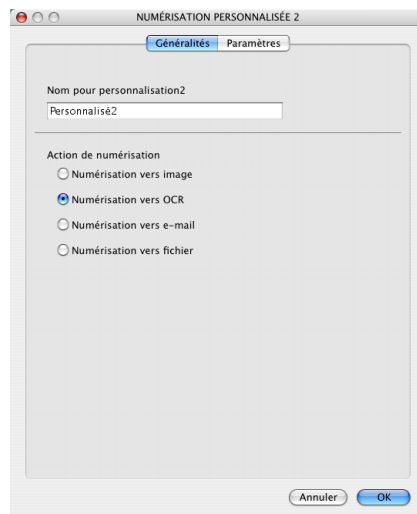 NUMÉRISATION PERSONNALISÉE 2
Généralités Paramètres
Nom pour personnalisation2
Personnalisé2
Action de numérisation
Numérisation vers image
Numérisation vers OCR
Numérisation vers e-mail
Numérisation vers fichier
Annuler OK